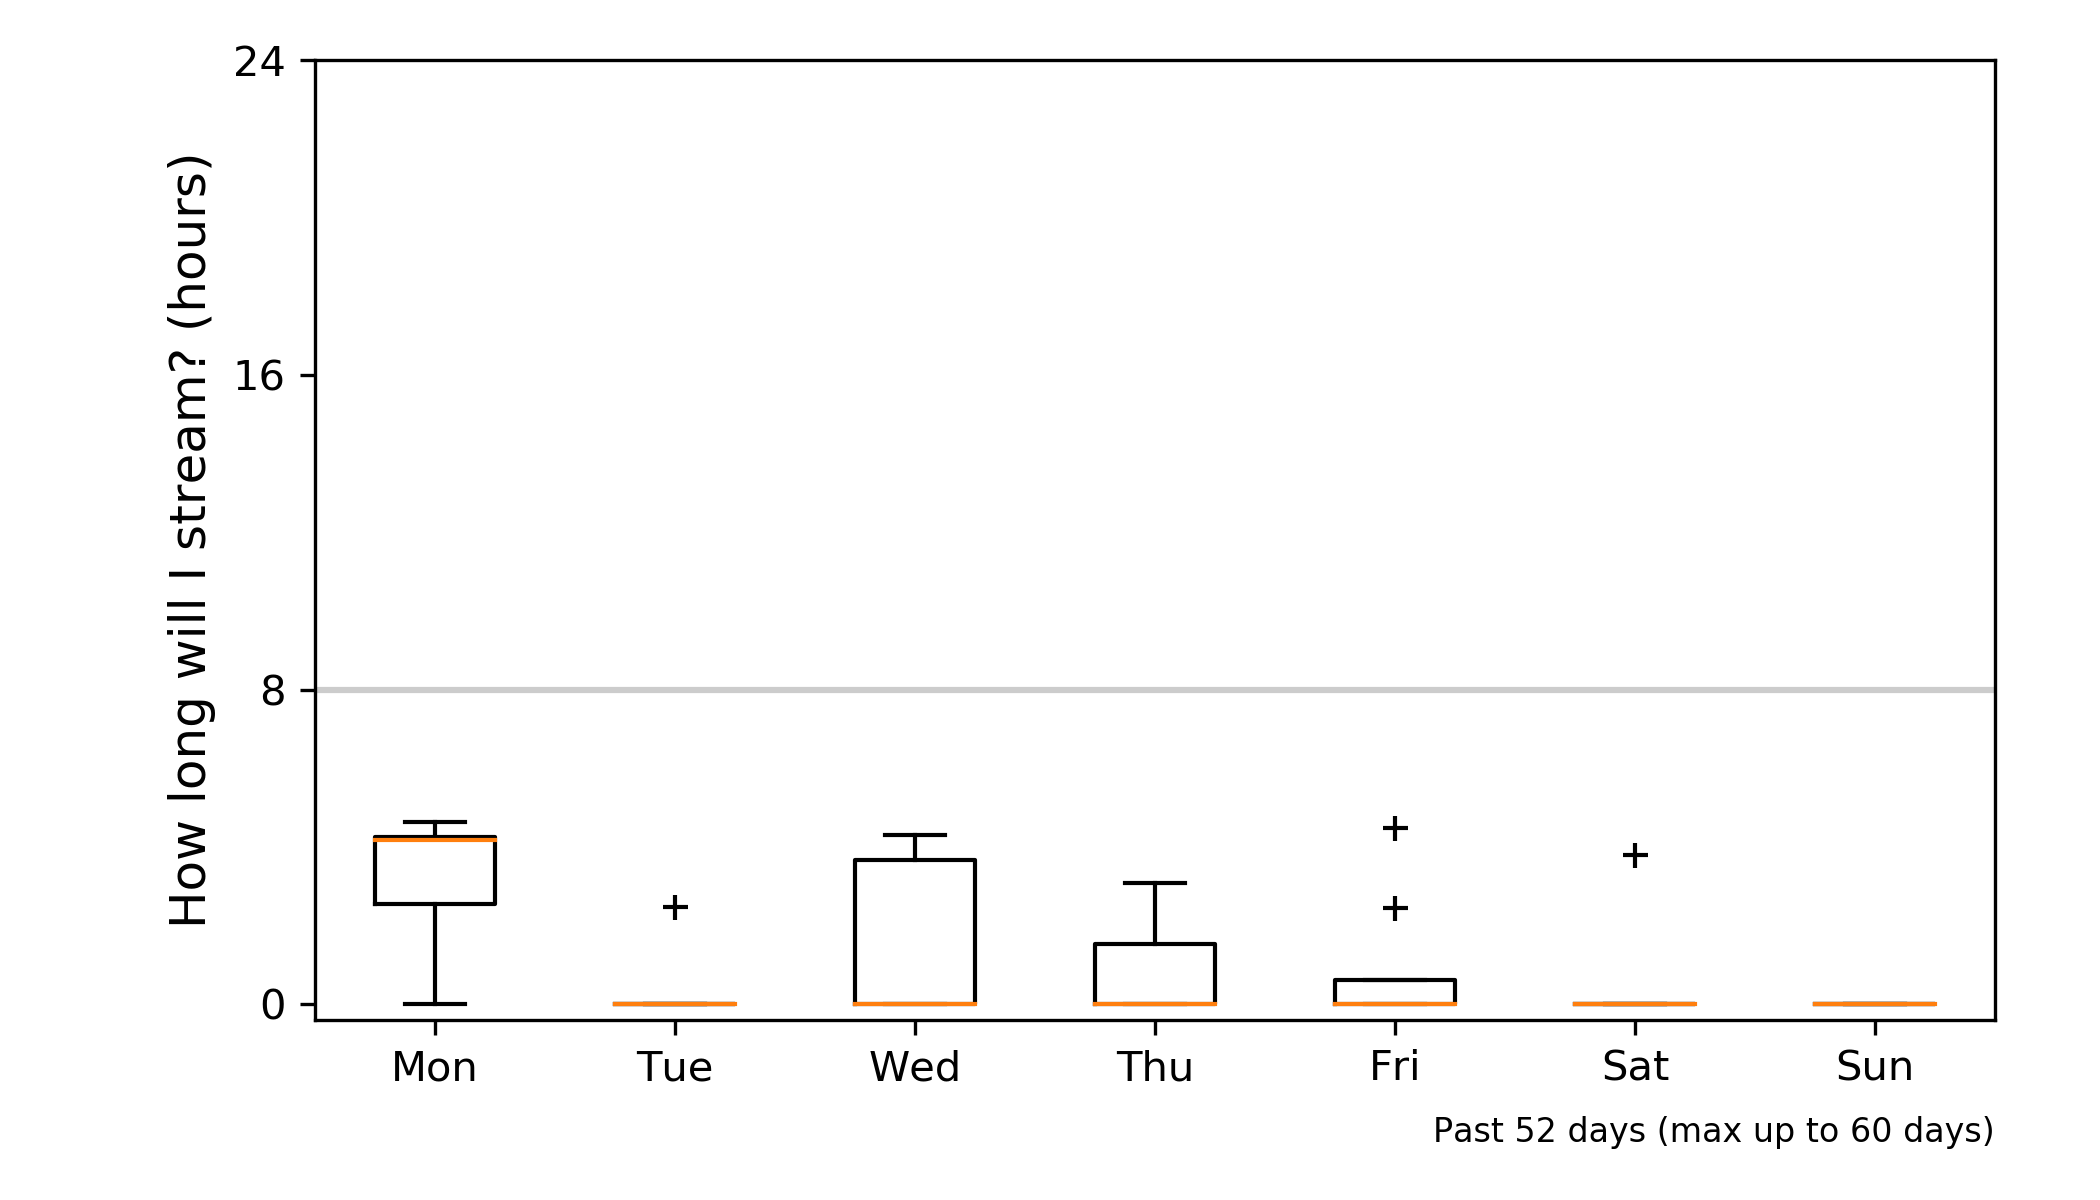 How long will I stream? (hours)
24
16
8
0
Mon Tue Wed Thu Fri Sat Sun
Past 52 days (max up to 60 days)